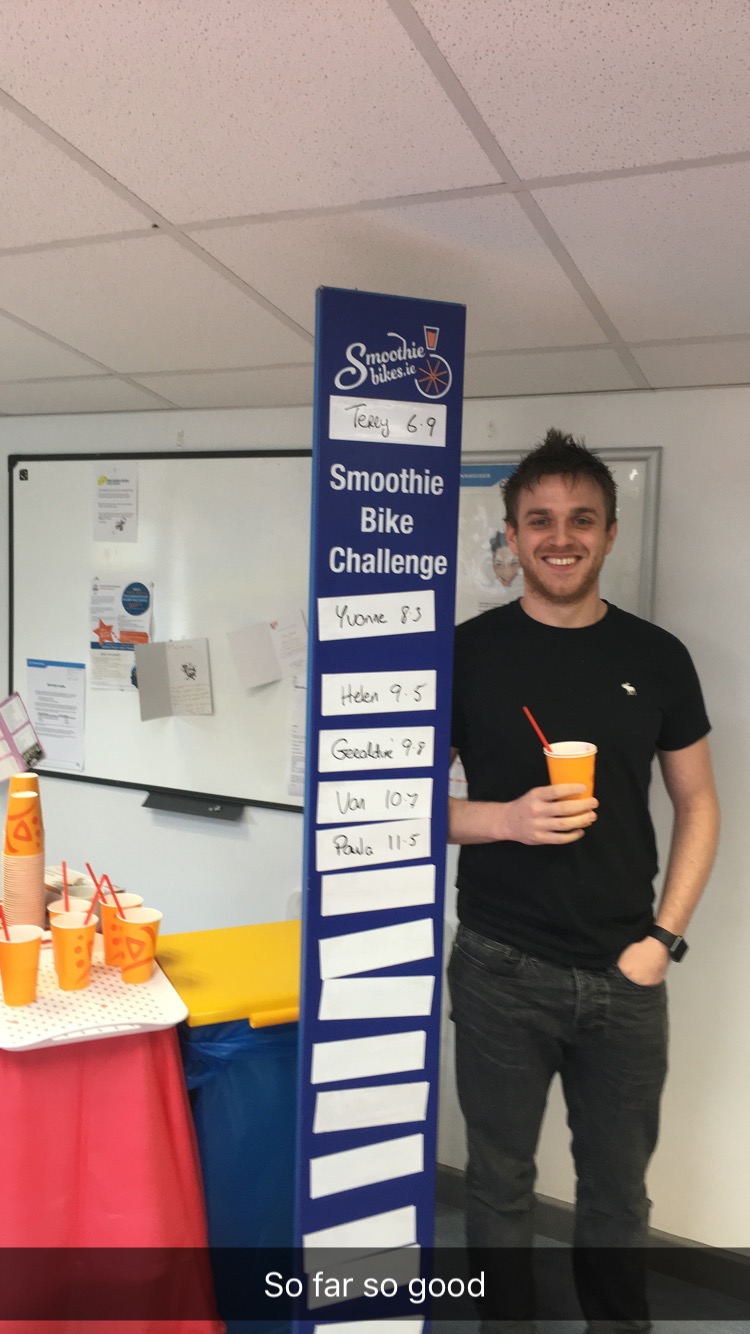 Smoothie
bikes.ie
Terry 6.9
Smoothie
Bike
Challenge
Yvonne 8.3
Helen 9.5
Geraldine 9.8
Van 10.7
Paula 11.5
So far so good